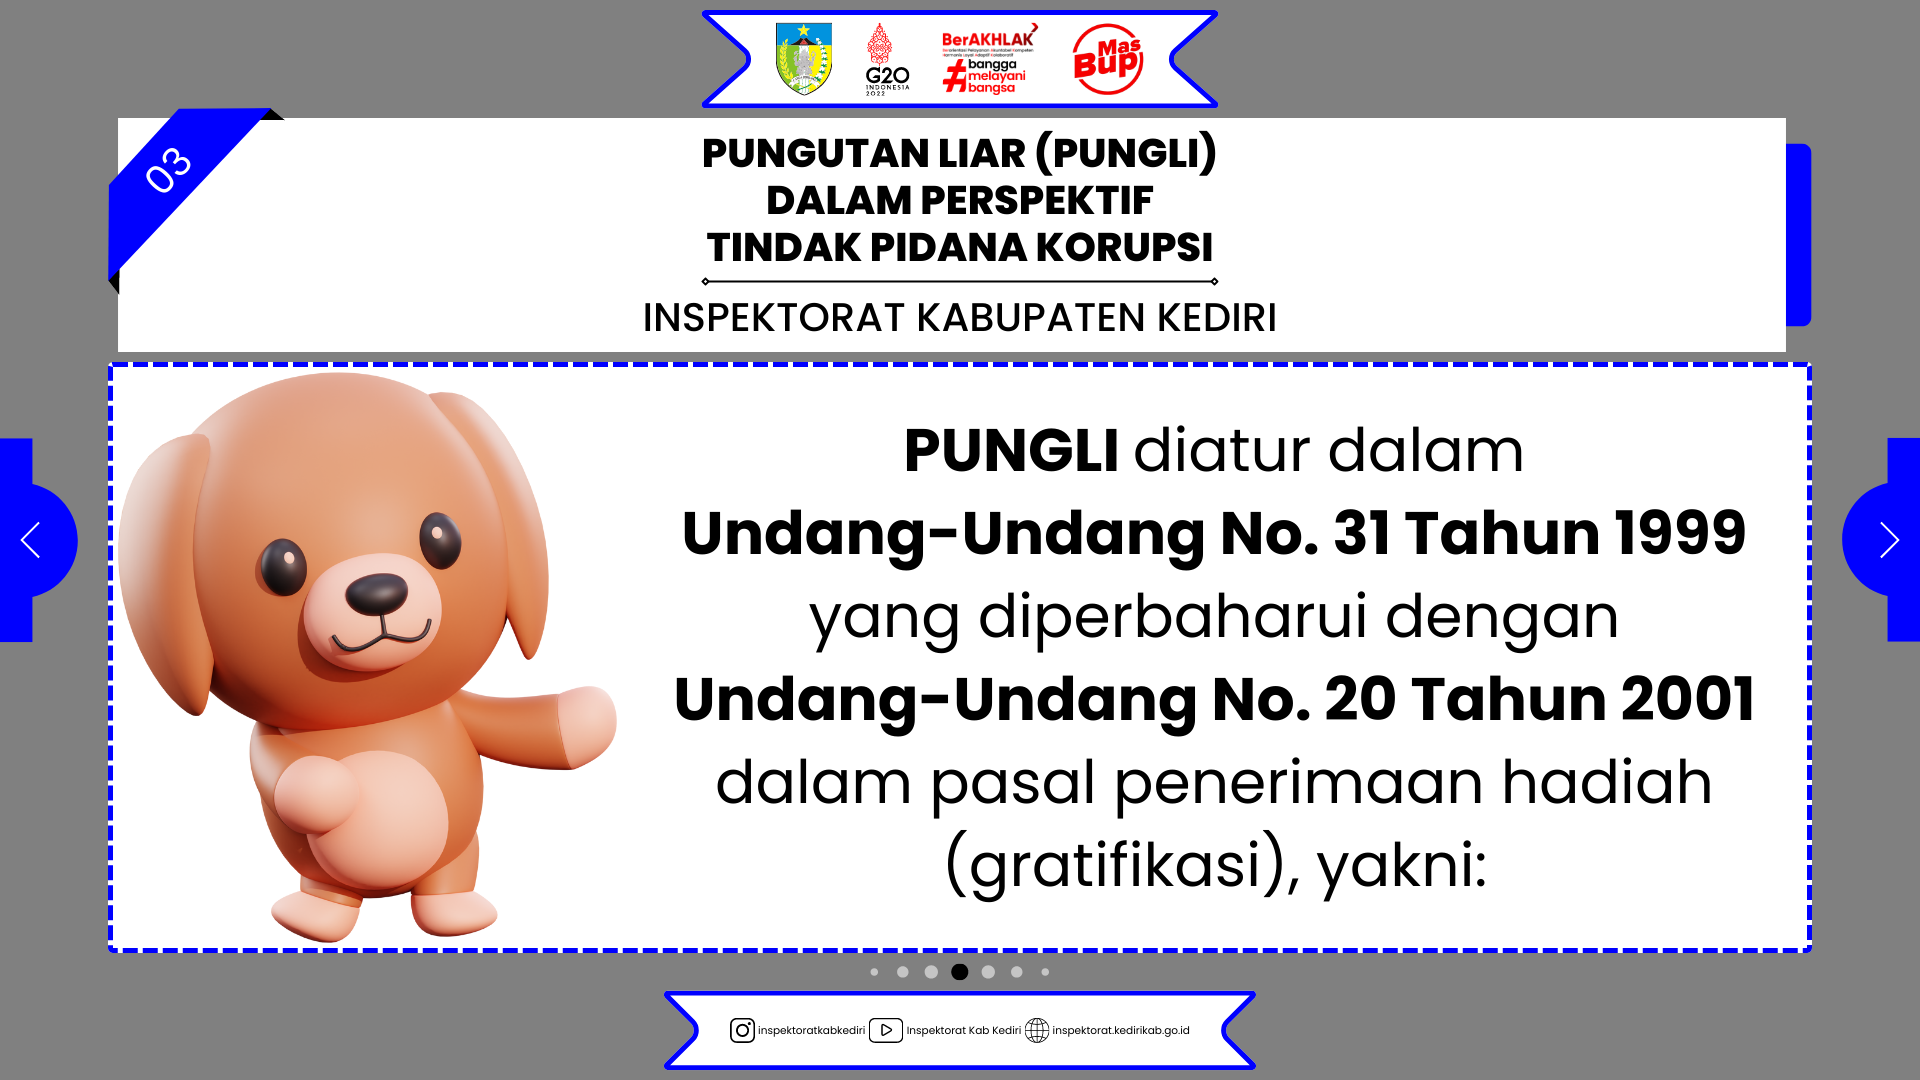 G20
INDONESIA
2022
BerAKHLAK
#bangga
melayani
bangsa
Mas
Bup
03
PUNGUTAN LIAR (PUNGLI)
DALAM PERSPEKTIF
TINDAK PIDANA KORUPSI
INSPEKTORAT KABUPATEN KEDIRI
PUNGLI diatur dalam
Undang-Undang No. 31 Tahun 1999
yang diperbaharui dengan
Undang-Undang No. 20 Tahun 2001
dalam pasal penerimaan hadiah
(gratifikasi), yakni:
inspektoratkabkediri Inspektorat Kab Kediri inspektorat.kedirikab.go.id